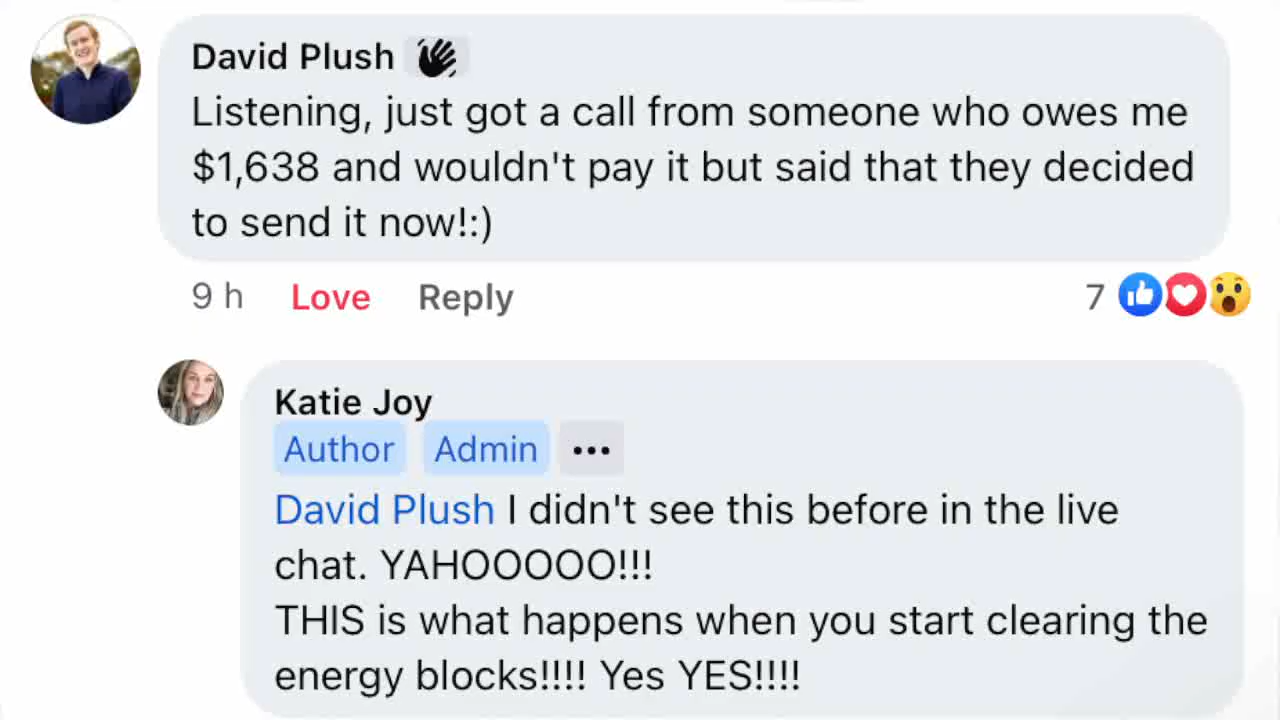 David Plush
Listening, just got a call from someone who owes me
$1,638 and wouldn't pay it but said that they decided
to send it now!:)
9 h Love Reply 7
Katie Joy
Author Admin •••
David Plush I didn't see this before in the live
chat. YAHOOOOO!!!
THIS is what happens when you start clearing the
energy blocks!!!! Yes YES!!!!